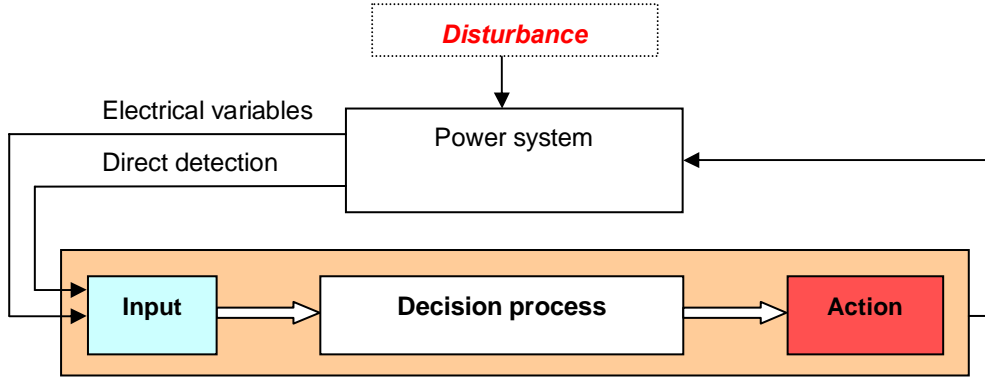 Disturbance
Electrical variables
Power system
Direct detection
Input
Decision process
Action